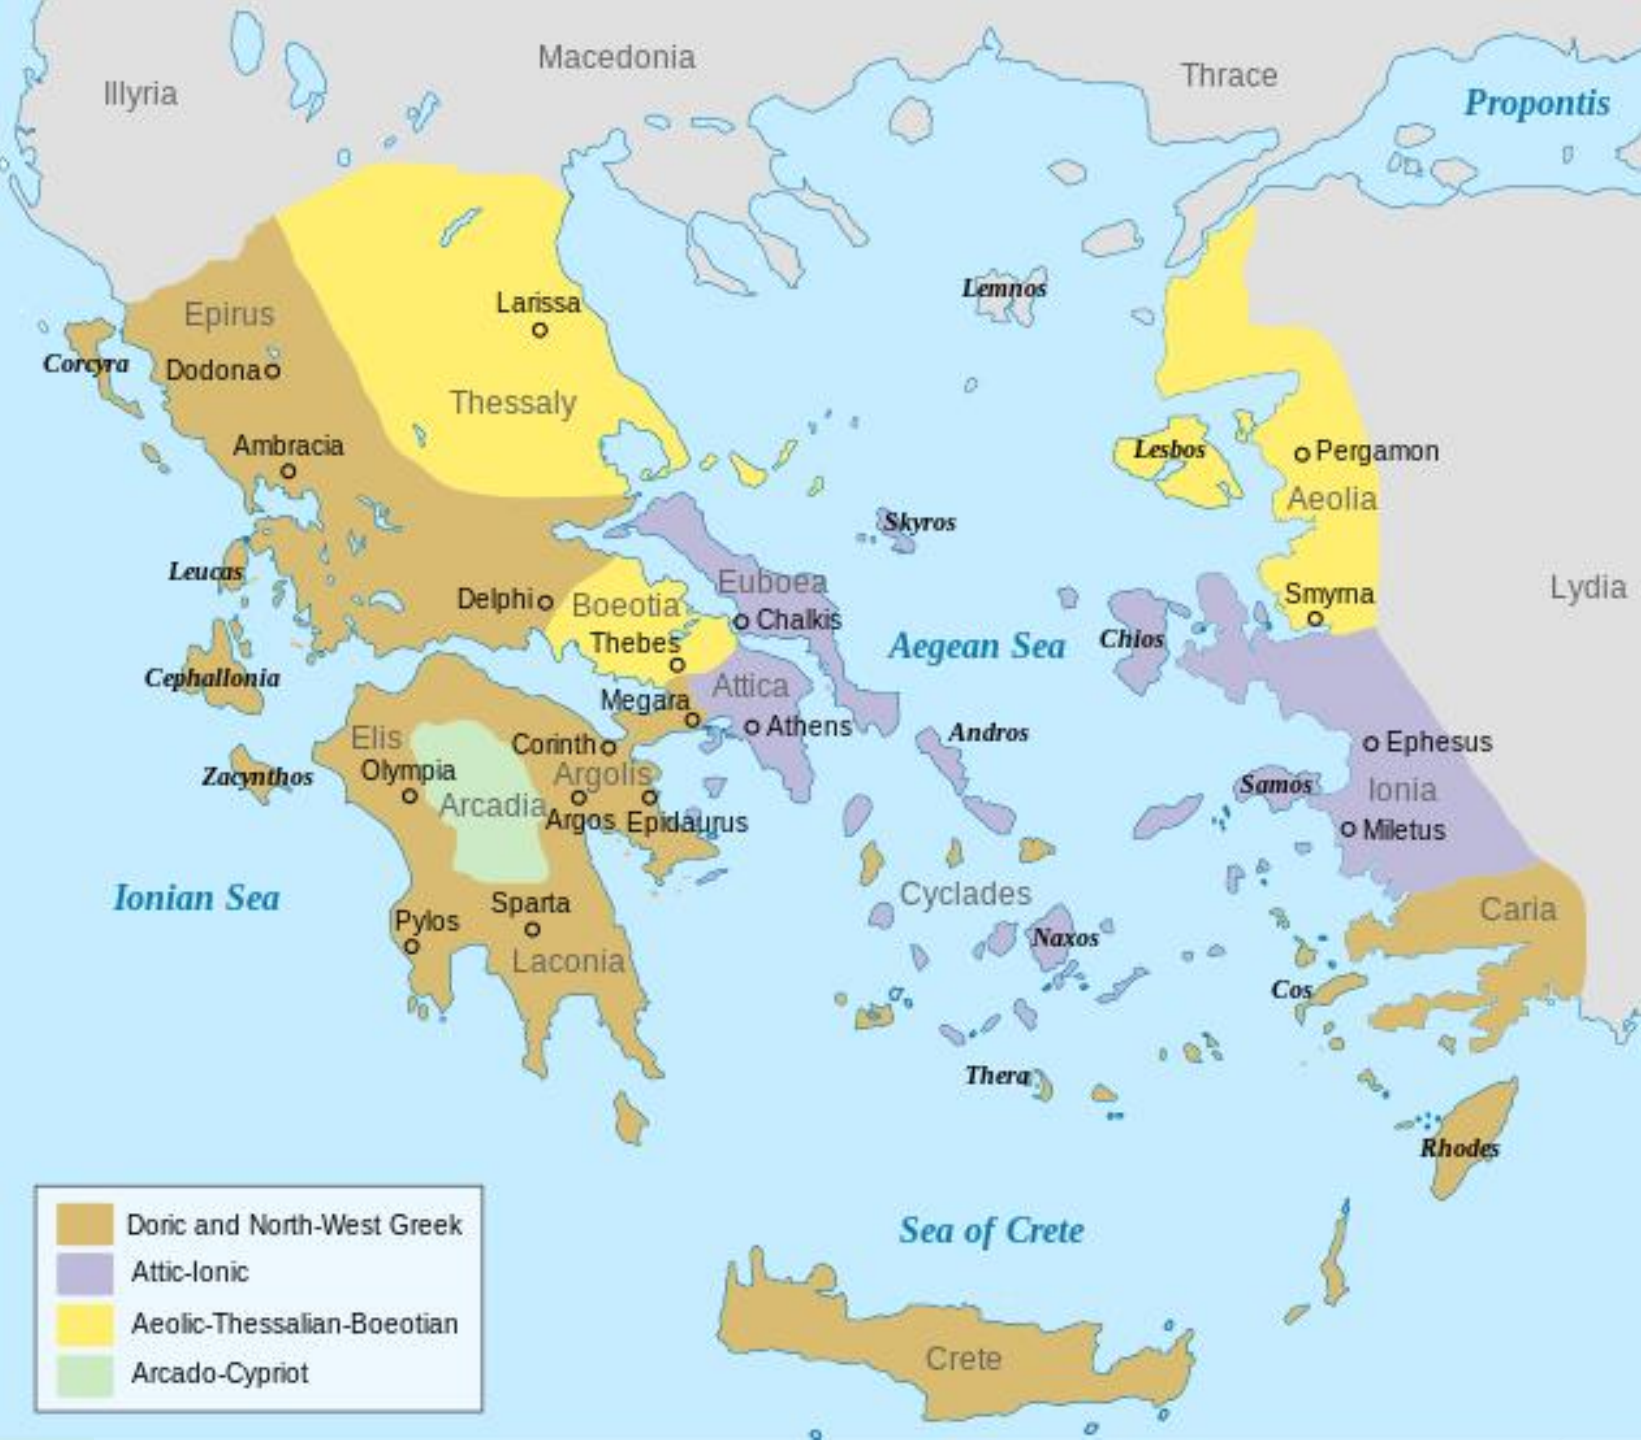 Macedonia
Thrace
Illyria
Propontis
Lemnos
Larissa
Epirus
Corcyra
Dodona
Thessaly
Ambracia
Lesbos
Pergamon
Aeolia
Skyros
Leucas
Euboea
Lydia
Delphi
Boeotia
Smyrna
Chalkis
Thebes
Aegean Sea
Chios
Cephallonia
Attica
Megara
Athens
Andros
Elis
Corinth
Ephesus
Zacynthos
Olympia
Argolis
Samos
Ionia
Arcadia
Argos
Epidaurus
Miletus
Ionian Sea
Cyclades
Sparta
Caria
Pylos
Naxos
Laconia
Cos
Thera
Rhodes
Sea of Crete
Crete
Doric and North-West Greek
Attic-Ionic
Aeolic-Thessalian-Boeotian
Arcado-Cypriot